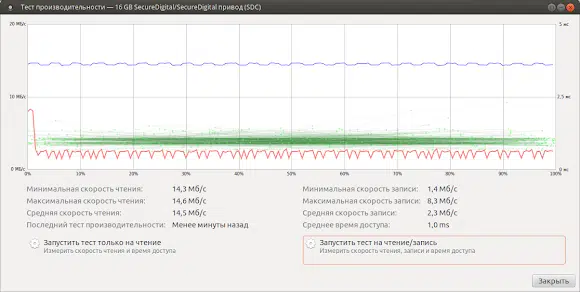 Тест производительности — 16 GB SecureDigital/SecureDigital привод (SDC)
20 МБ/с
5 мс
10 МБ/с
2,5 мс
0 МБ/с
0 мс
0% 10% 20% 30% 40% 50% 60% 70% 80% 90% 100%
Минимальная скорость чтения: 14,3 Мб/с
Минимальная скорость записи: 1,4 Мб/с
Максимальная скорость чтения: 14,6 Мб/с
Максимальная скорость записи: 8,3 Мб/с
Средняя скорость чтения: 14,5 Мб/с
Средняя скорость записи: 2,3 Мб/с
Последний тест производительности: Менее минуты назад
Среднее время доступа: 1,0 ms
Запустить тест только на чтение
Измерить скорость чтения и время доступа
Запустить тест на чтение/запись
Измерить скорость чтения, записи и время доступа
Закрыть